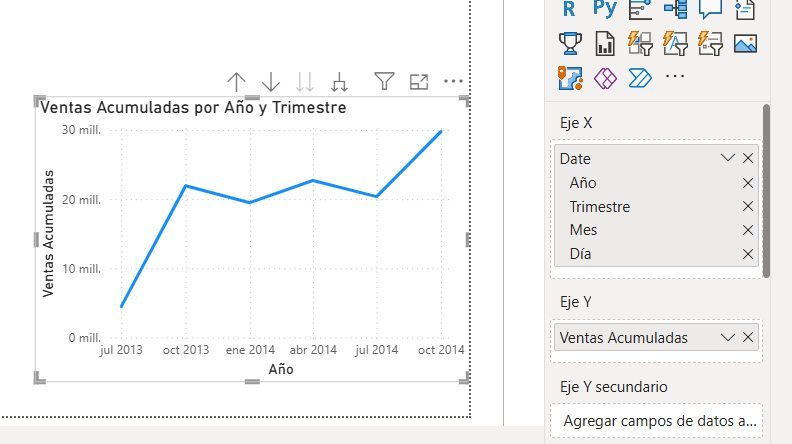 R Py
Ventas Acumuladas por Año y Trimestre
Ventas Acumuladas
30 mill.
20 mill.
10 mill.
0 mill.
jul 2013 oct 2013 ene 2014 abr 2014 jul 2014 oct 2014
Año
Eje X
Date
Año
Trimestre
Mes
Día
Eje Y
Ventas Acumuladas
Eje Y secundario
Agregar campos de datos a...